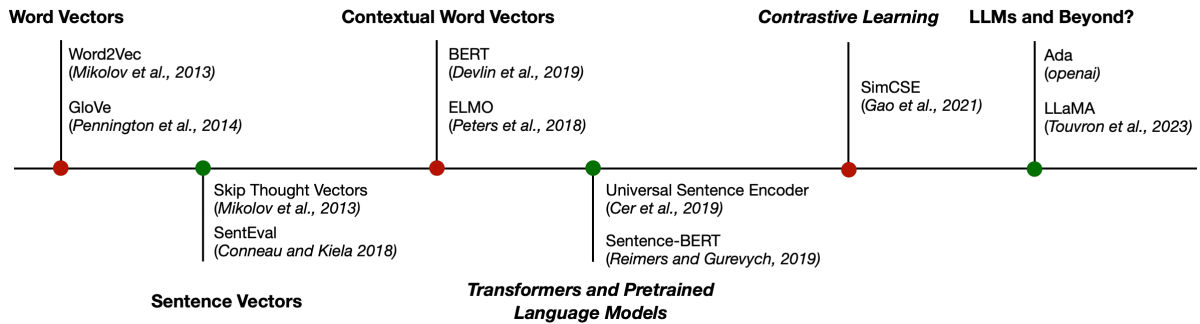 Word Vectors
Word2Vec
(Mikolov et al., 2013)
GloVe
(Pennington et al., 2014)
Skip Thought Vectors
(Mikolov et al., 2013)
SentEval
(Conneau and Kiela 2018)
Sentence Vectors
Contextual Word Vectors
BERT
(Devlin et al., 2019)
ELMO
(Peters et al., 2018)
Universal Sentence Encoder
(Cer et al., 2019)
Sentence-BERT
(Reimers and Gurevych, 2019)
Transformers and Pretrained
Language Models
Contrastive Learning
SimCSE
(Gao et al., 2021)
LLMs and Beyond?
Ada
(openai)
LLaMA
(Touvron et al., 2023)